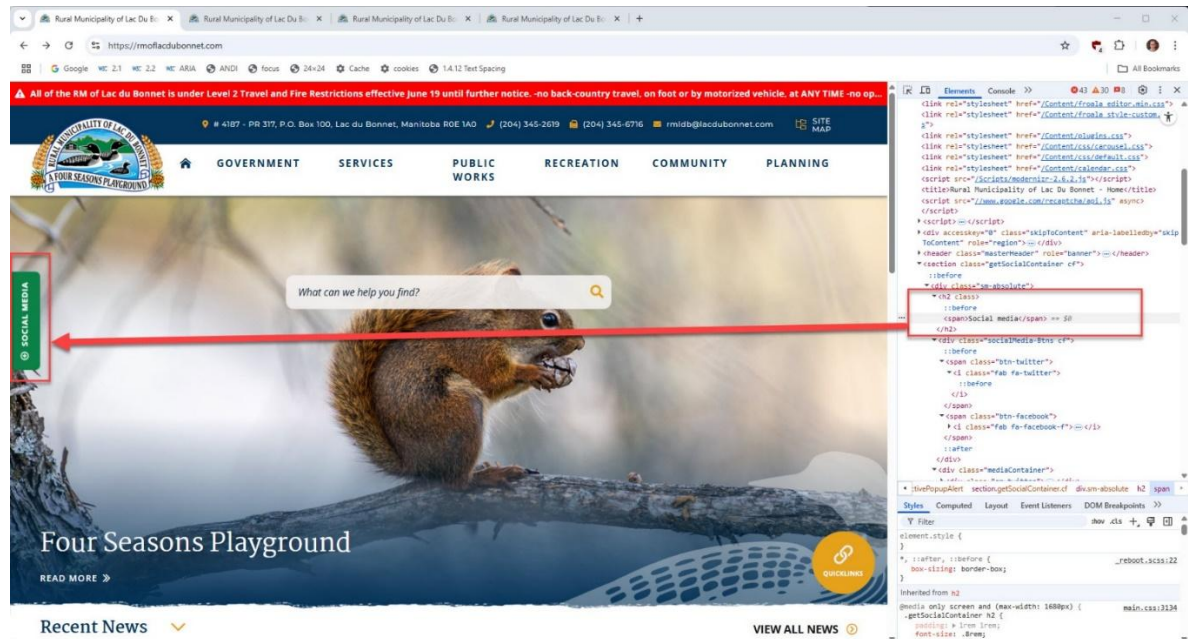 Rural Municipality of Lac Du Bo
Rural Municipality of Lac Du Bo
Rural Municipality of Lac Du Bo
Rural Municipality of Lac Du Bo
https://rmoflacdubonnet.com
Google WC 2.1 WC 2.2 WC ARIA ANDI focus 24×24 Cache cookies 1.4.12 Text Spacing
All Bookmarks
All of the RM of Lac du Bonnet is under Level 2 Travel and Fire Restrictions effective June 19 until further notice. -no back-country travel, on foot or by motorized vehicle, at ANY TIME -no op...
RURAL MUNICIPALITY OF LAC DU BONNET
A FOUR SEASONS PLAYGROUND
# 4187 - PR 317, P.O. Box 100, Lac du Bonnet, Manitoba R0E 1A0 (204) 345-2619 (204) 345-6716 rmldb@lacdubonnet.com SITE MAP
GOVERNMENT SERVICES PUBLIC WORKS RECREATION COMMUNITY PLANNING
SOCIAL MEDIA
What can we help you find?
Four Seasons Playground
READ MORE »
QUICKLINKS
Recent News
VIEW ALL NEWS
Elements Console » 43 30 8
<link rel="stylesheet" href="/Content/froala_editor.min.css">
<link rel="stylesheet" href="/Content/froala_style-custom.
<link rel="stylesheet" href="/Content/plugins.css">
<link rel="stylesheet" href="/Content/css/carousel.css">
<link rel="stylesheet" href="/Content/css/default.css">
<link rel="stylesheet" href="/Content/calendar.css">
<script src="/Scripts/modernizr-2.6.2.js"></script>
<title>Rural Municipality of Lac Du Bonnet - Home</title>
<script src="//www.google.com/recaptcha/api.js" async>
</script>
<script>…</script>
<div accesskey="0" class="skipToContent" aria-labelledby="skip
ToContent" role="region">…</div>
<header class="masterHeader" role="banner">…</header>
<section class="getSocialContainer cf">
::before
<div class="sm-absolute">
<h2 class>
::before
<span>Social media</span> == $0
</h2>
<div class="socialMedia-Btns cf">
::before
<span class="btn-twitter">
<i class="fab fa-twitter">
::before
</i>
</span>
<span class="btn-facebook">
<i class="fab fa-facebook-f">…</i>
</span>
::after
</div>
<div class="mediaContainer">
tivePopupAlert section.getSocialContainer.cf div.sm-absolute h2 span
Styles Computed Layout Event Listeners DOM Breakpoints »
Filter :hov .cls +
element.style {
}
*, ::after, ::before { _reboot.scss:22
box-sizing: border-box;
}
Inherited from h2
@media only screen and (max-width: 1680px) { main.css:3134
.getSocialContainer h2 {
padding: 1rem 1rem;
font-size: .8rem;